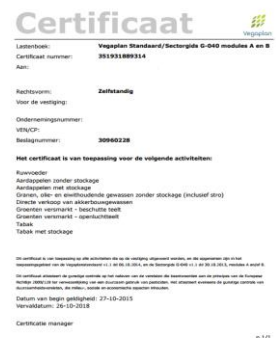 Certificaat
Vegaplan
Lastenboek: Vegaplan Standaard/Sectorgids G-040 modules A en B
Certificaat nummer: 351931889314
Aan:
Rechtsvorm: Zelfstandig
Voor de vestiging:
Ondernemingsnummer:
VEN/CP:
Beslagnummer: 30960228
Het certificaat is van toepassing voor de volgende activiteiten:
Ruwvoeder
Aardappelen zonder stockage
Aardappelen met stockage
Granen, olie- en eiwithoudende gewassen zonder stockage (inclusief stro)
Directe verkoop van akkerbouwgewassen
Groenten versmarkt - beschutte teelt
Groenten versmarkt - openluchtteelt
Tabak
Tabak met stockage
Datum van begin geldigheid: 27-10-2015
Vervaldatum: 26-10-2018
Certificatie manager